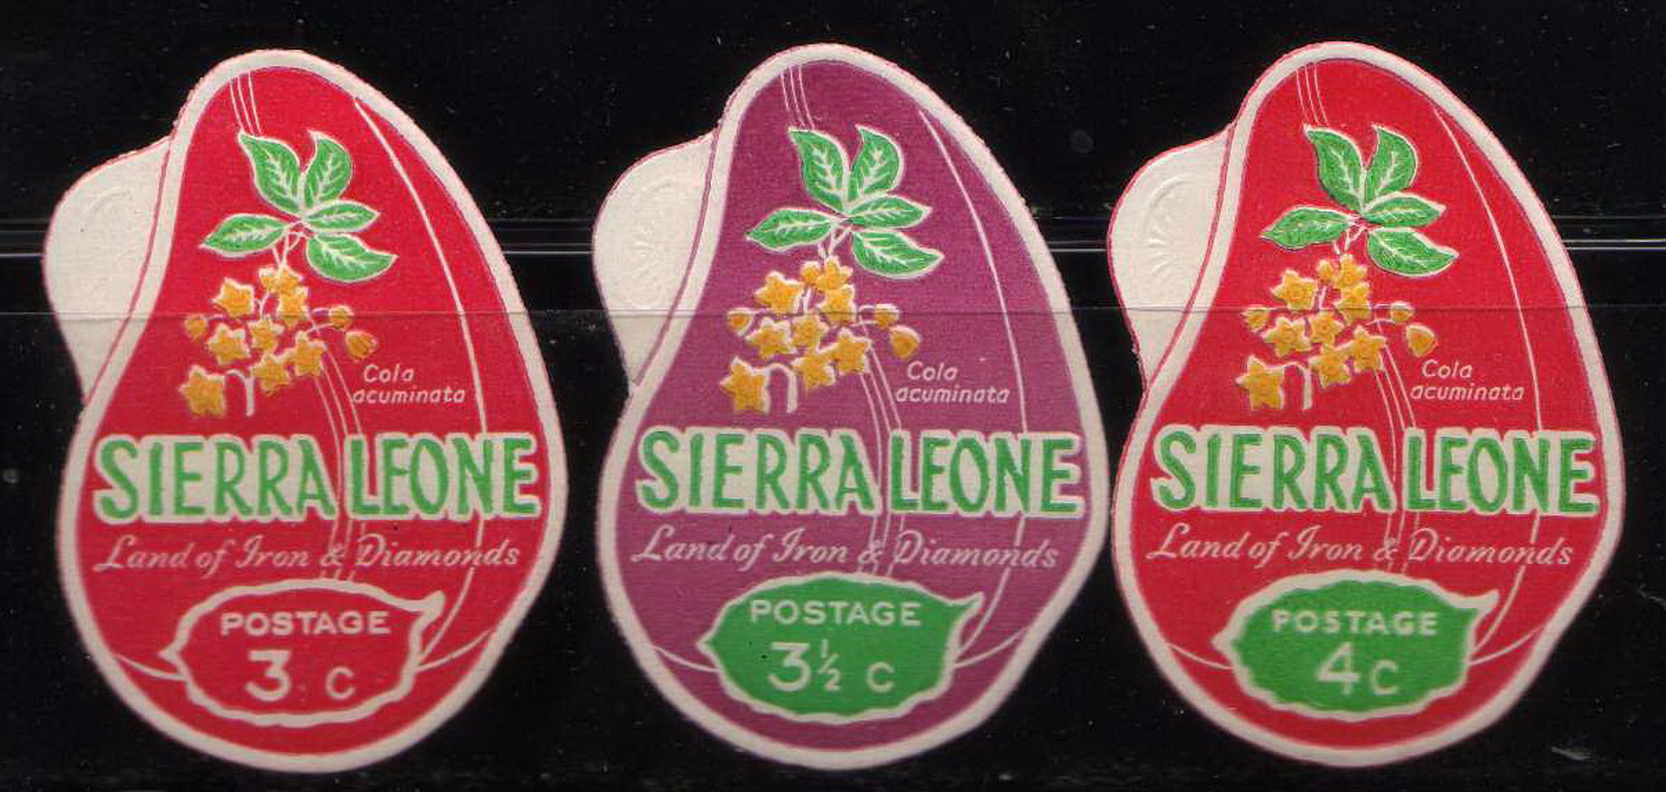 Cola
acuminata
SIERRA LEONE
Land of Iron & Diamonds
POSTAGE
3 c
Cola
acuminata
SIERRA LEONE
Land of Iron & Diamonds
POSTAGE
3½ c
Cola
acuminata
SIERRA LEONE
Land of Iron & Diamonds
POSTAGE
4 c